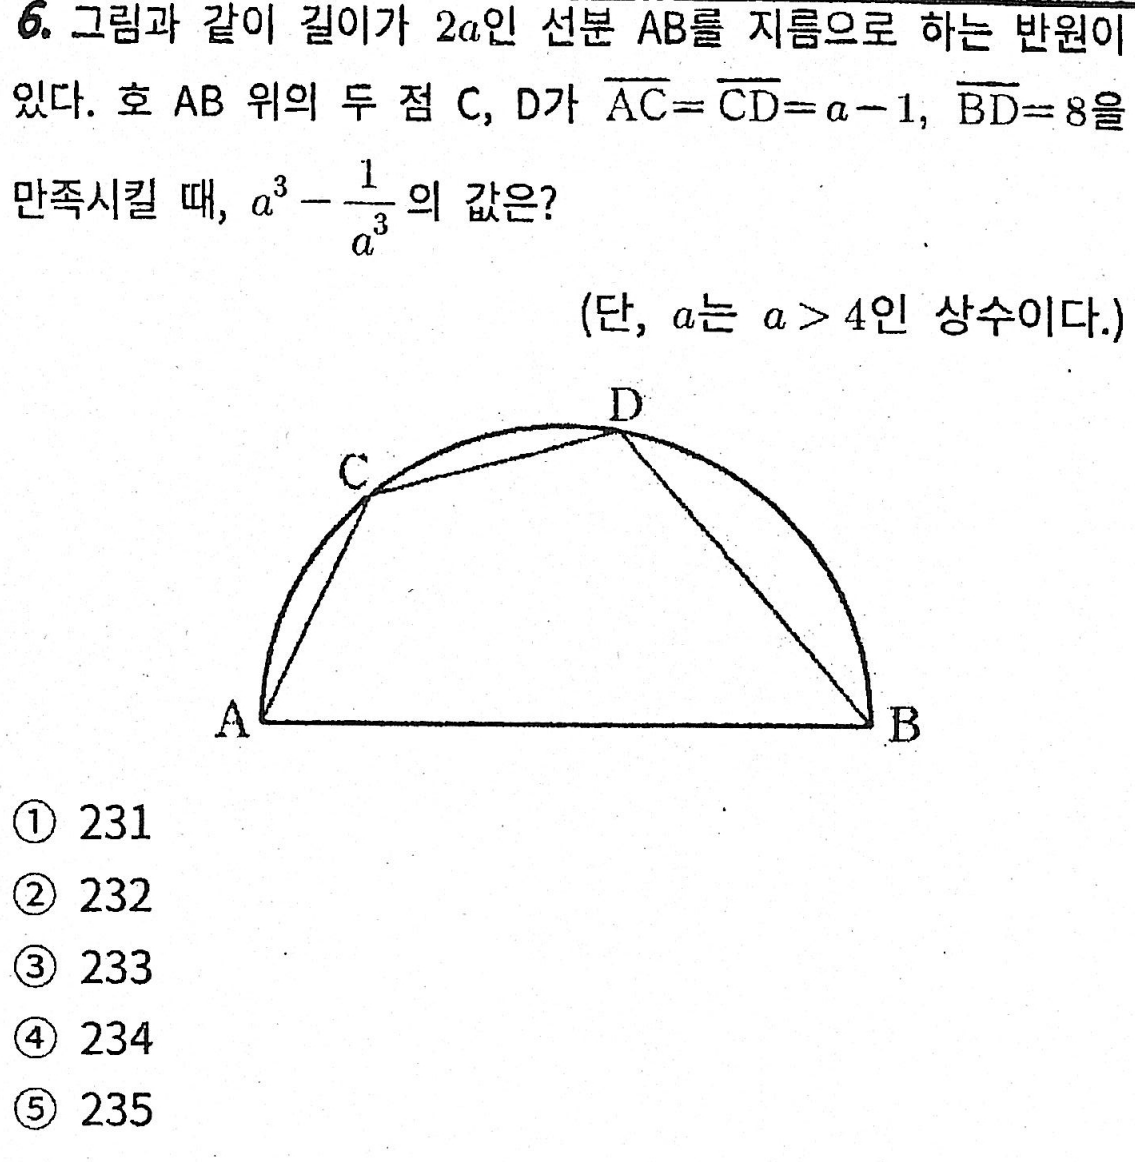 6. 그림과 같이 길이가 2a인 선분 AB를 지름으로 하는 반원이
있다. 호 AB 위의 두 점 C, D가 $\overline{AC}=\overline{CD}=a-1$, $\overline{BD}=8$을
만족시킬 때, $a^3-\frac{1}{a^3}$의 값은?
(단, a는 a > 4인 상수이다.)
D
C
A
B
① 231
② 232
③ 233
④ 234
⑤ 235